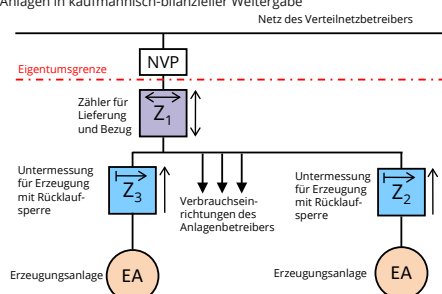 Anlagen in kaufmännisch-bilanzieller Weitergabe
Netz des Verteilnetzbetreibers
NVP
Eigentumsgrenze
Zähler für
Lieferung
und Bezug
Z1
Untermessung
für Erzeugung
mit Rücklauf-
sperre
Z3
Verbrauchsein-
richtungen des
Anlagenbetreibers
Untermessung
für Erzeugung
mit Rücklauf-
sperre
Z2
Erzeugungsanlage
EA
Erzeugungsanlage
EA